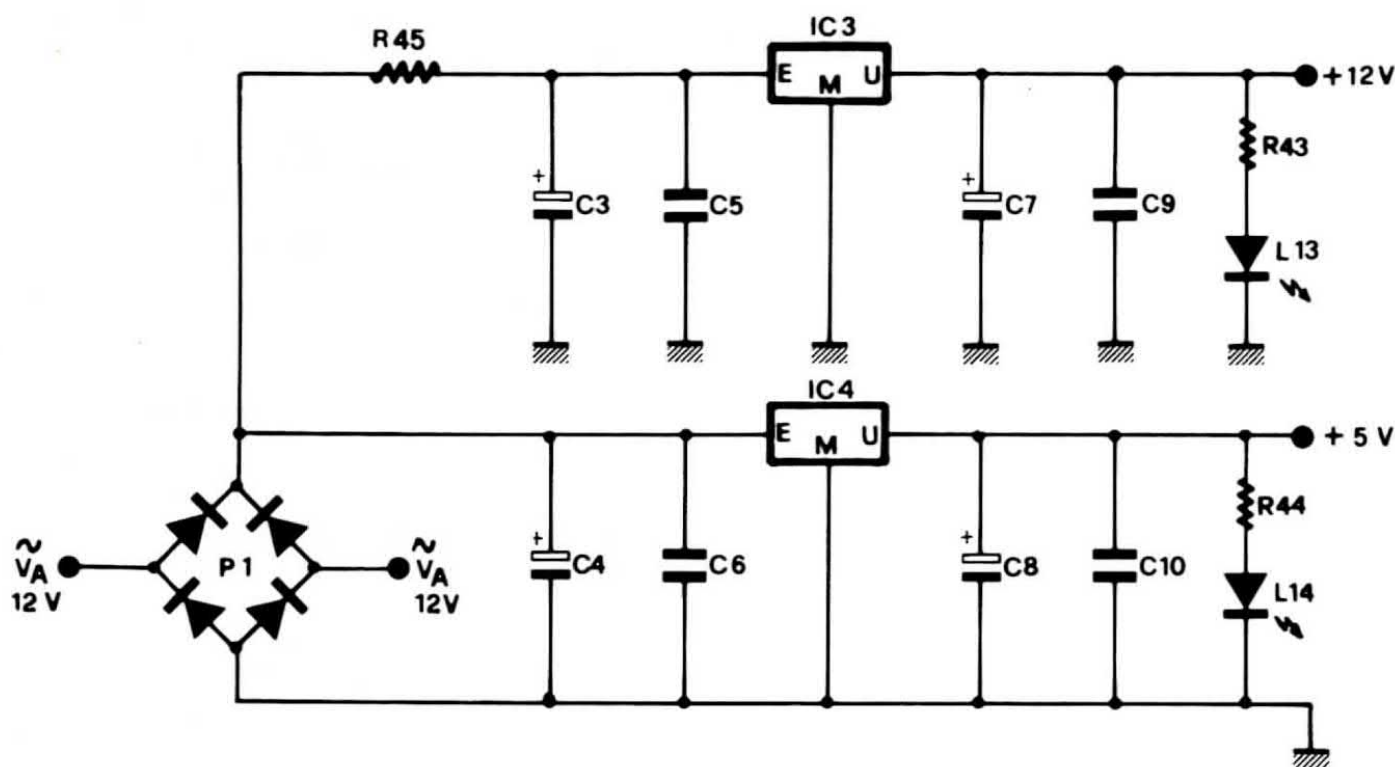 R45
IC3
E M U
+12V
+ C3
C5
+ C7
C9
R43
L13
IC4
E M U
+ 5 V
P1
~
VA
12V
~
VA
12V
+ C4
C6
+ C8
C10
R44
L14